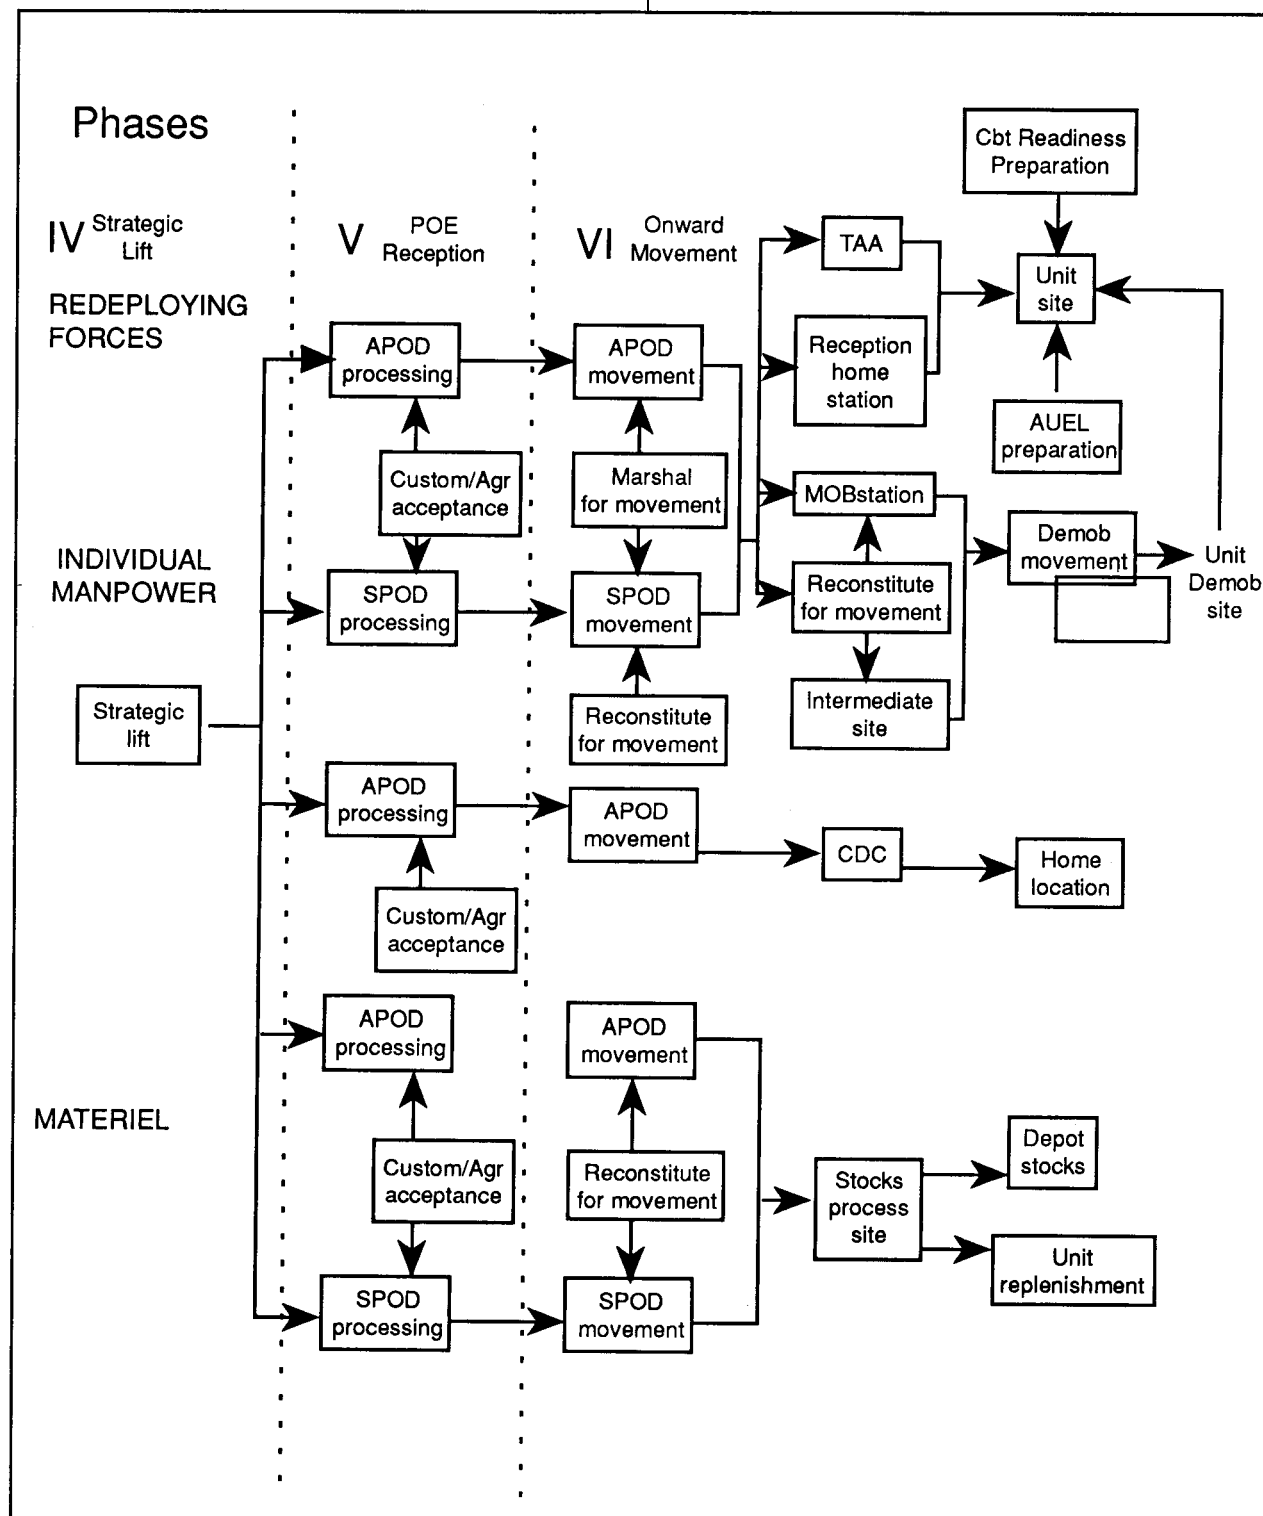 Phases
IV Strategic
Lift
V POE
Reception
VI Onward
Movement
REDEPLOYING
FORCES
INDIVIDUAL
MANPOWER
MATERIEL
Strategic
lift
APOD
processing
Custom/Agr
acceptance
SPOD
processing
APOD
processing
Custom/Agr
acceptance
APOD
processing
Custom/Agr
acceptance
SPOD
processing
APOD
movement
Marshal
for movement
SPOD
movement
Reconstitute
for movement
APOD
movement
APOD
movement
Reconstitute
for movement
SPOD
movement
TAA
Reception
home
station
MOBstation
Reconstitute
for movement
Intermediate
site
CDC
Stocks
process
site
Cbt Readiness
Preparation
Unit
site
AUEL
preparation
Demob
movement
Unit
Demob
site
Home
location
Depot
stocks
Unit
replenishment